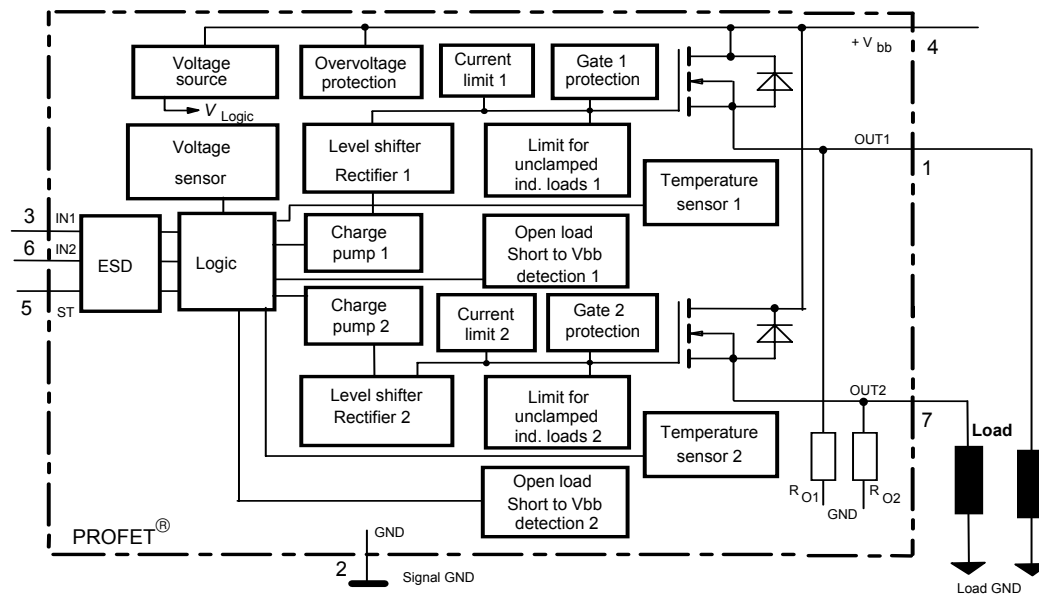 + V bb
4
Voltage
source
Overvoltage
protection
Current
limit 1
Gate 1
protection
V Logic
Voltage
sensor
Level shifter
Rectifier 1
Limit for
unclamped
ind. loads 1
OUT1
1
Temperature
sensor 1
3
IN1
6
IN2
5
ST
ESD
Logic
Charge
pump 1
Open load
Short to Vbb
detection 1
Charge
pump 2
Current
limit 2
Gate 2
protection
Level shifter
Rectifier 2
Limit for
unclamped
ind. loads 2
OUT2
7
Load
Temperature
sensor 2
R O1
R O2
GND
Open load
Short to Vbb
detection 2
PROFET®
GND
2
Signal GND
Load GND